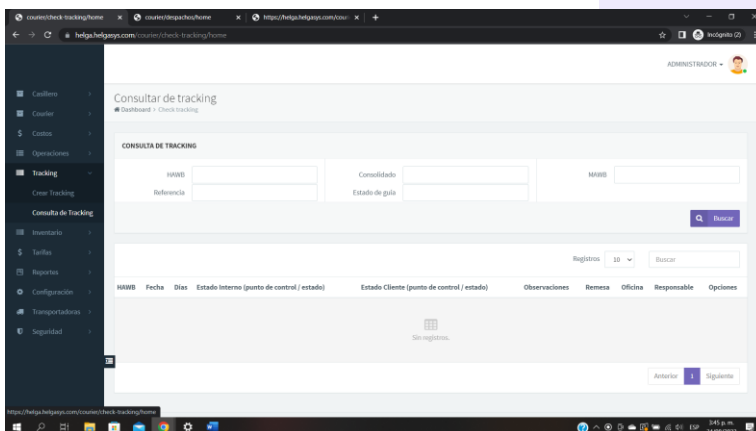 courier/check-tracking/home
courier/despachos/home
https://helga.helgasys.com/couri
helga.helgasys.com/courier/check-tracking/home
Incógnito (2)
ADMINISTRADOR
Casillero
Courier
Costos
Operaciones
Tracking
Crear Tracking
Consulta de Tracking
Inventario
Tarifas
Reportes
Configuración
Transportadoras
Seguridad
Consultar de tracking
Dashboard > Check tracking
CONSULTA DE TRACKING
HAWB Consolidado MAWB
Referencia Estado de guía
Buscar
Registros 10 Buscar
HAWB Fecha Días Estado Interno (punto de control / estado) Estado Cliente (punto de control / estado) Observaciones Remesa Oficina Responsable Opciones
Sin registros.
Anterior 1 Siguiente
https://helga.helgasys.com/courier/check-tracking/home
ESP 3:45 p. m.